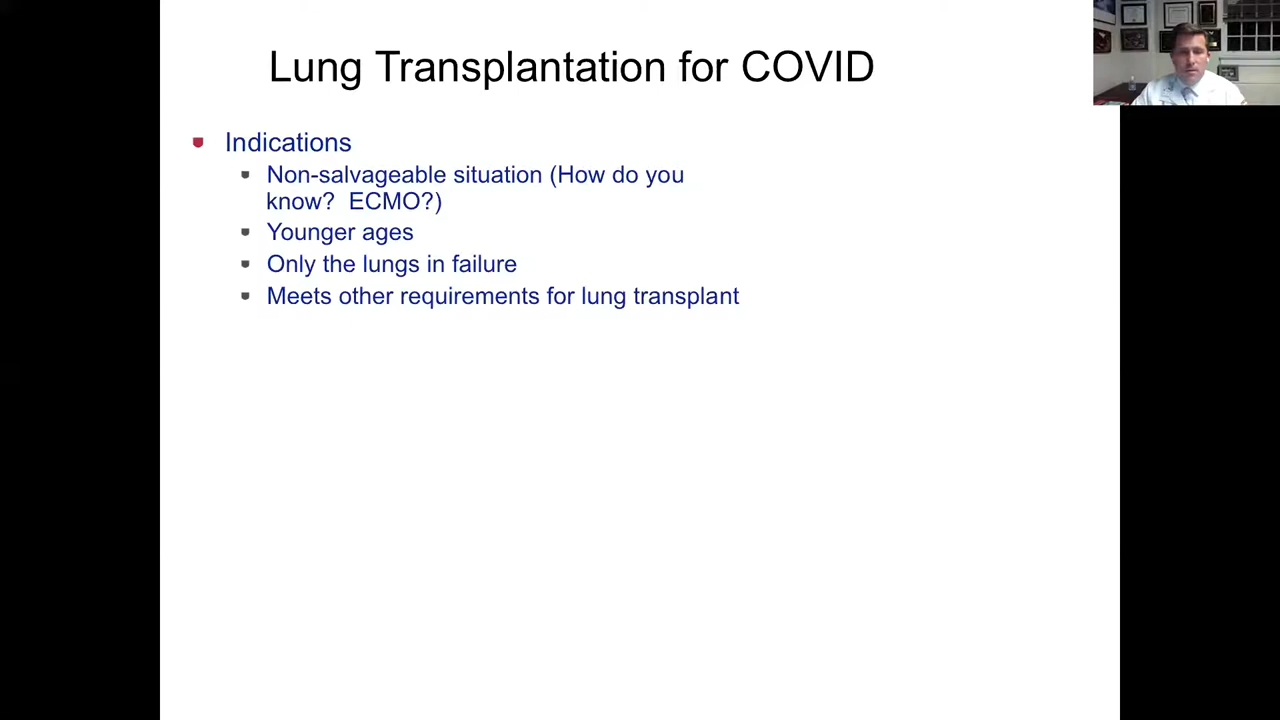 Lung Transplantation for COVID
Indications
Non-salvageable situation (How do you
know?  ECMO?)
Younger ages
Only the lungs in failure
Meets other requirements for lung transplant